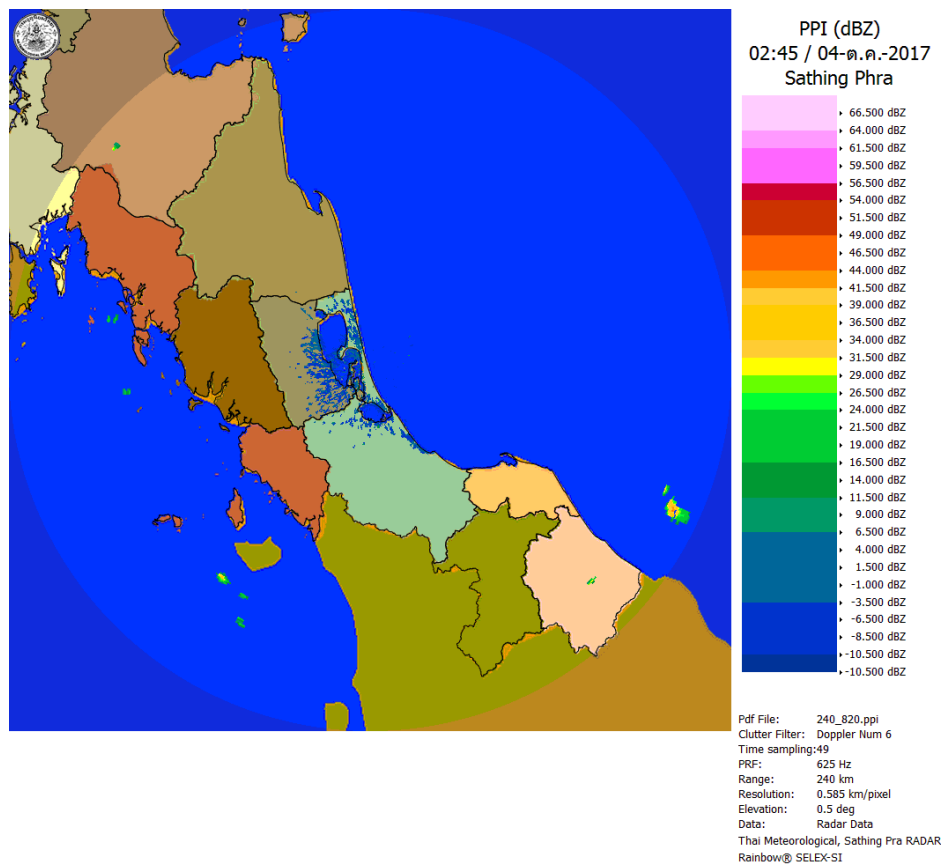 PPI (dBZ)
02:45 / 04-ต.ค.-2017
Sathing Phra
66.500 dBZ
64.000 dBZ
61.500 dBZ
59.500 dBZ
56.500 dBZ
54.000 dBZ
51.500 dBZ
49.000 dBZ
46.500 dBZ
44.000 dBZ
41.500 dBZ
39.000 dBZ
36.500 dBZ
34.000 dBZ
31.500 dBZ
29.000 dBZ
26.500 dBZ
24.000 dBZ
21.500 dBZ
19.000 dBZ
16.500 dBZ
14.000 dBZ
11.500 dBZ
9.000 dBZ
6.500 dBZ
4.000 dBZ
1.500 dBZ
-1.000 dBZ
-3.500 dBZ
-6.500 dBZ
-8.500 dBZ
-10.500 dBZ
-10.500 dBZ
Pdf File: 240_820.ppi
Clutter Filter: Doppler Num 6
Time sampling:49
PRF: 625 Hz
Range: 240 km
Resolution: 0.585 km/pixel
Elevation: 0.5 deg
Data: Radar Data
Thai Meteorological, Sathing Pra RADAR
Rainbow® SELEX-SI